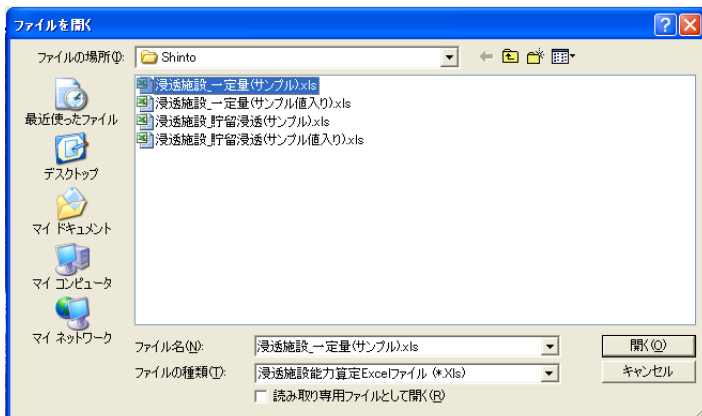 ファイルを開く
ファイルの場所(I):
Shinto
浸透施設_一定量(サンプル).xls
浸透施設_一定量(サンプル値入り).xls
浸透施設_貯留浸透(サンプル).xls
浸透施設_貯留浸透(サンプル値入り).xls
最近使ったファイル
デスクトップ
マイ ドキュメント
マイ コンピュータ
マイ ネットワーク
ファイル名(N):
浸透施設_一定量(サンプル).xls
開く(O)
ファイルの種類(T):
浸透施設能力算定Excelファイル (*.Xls)
キャンセル
読み取り専用ファイルとして開く(R)